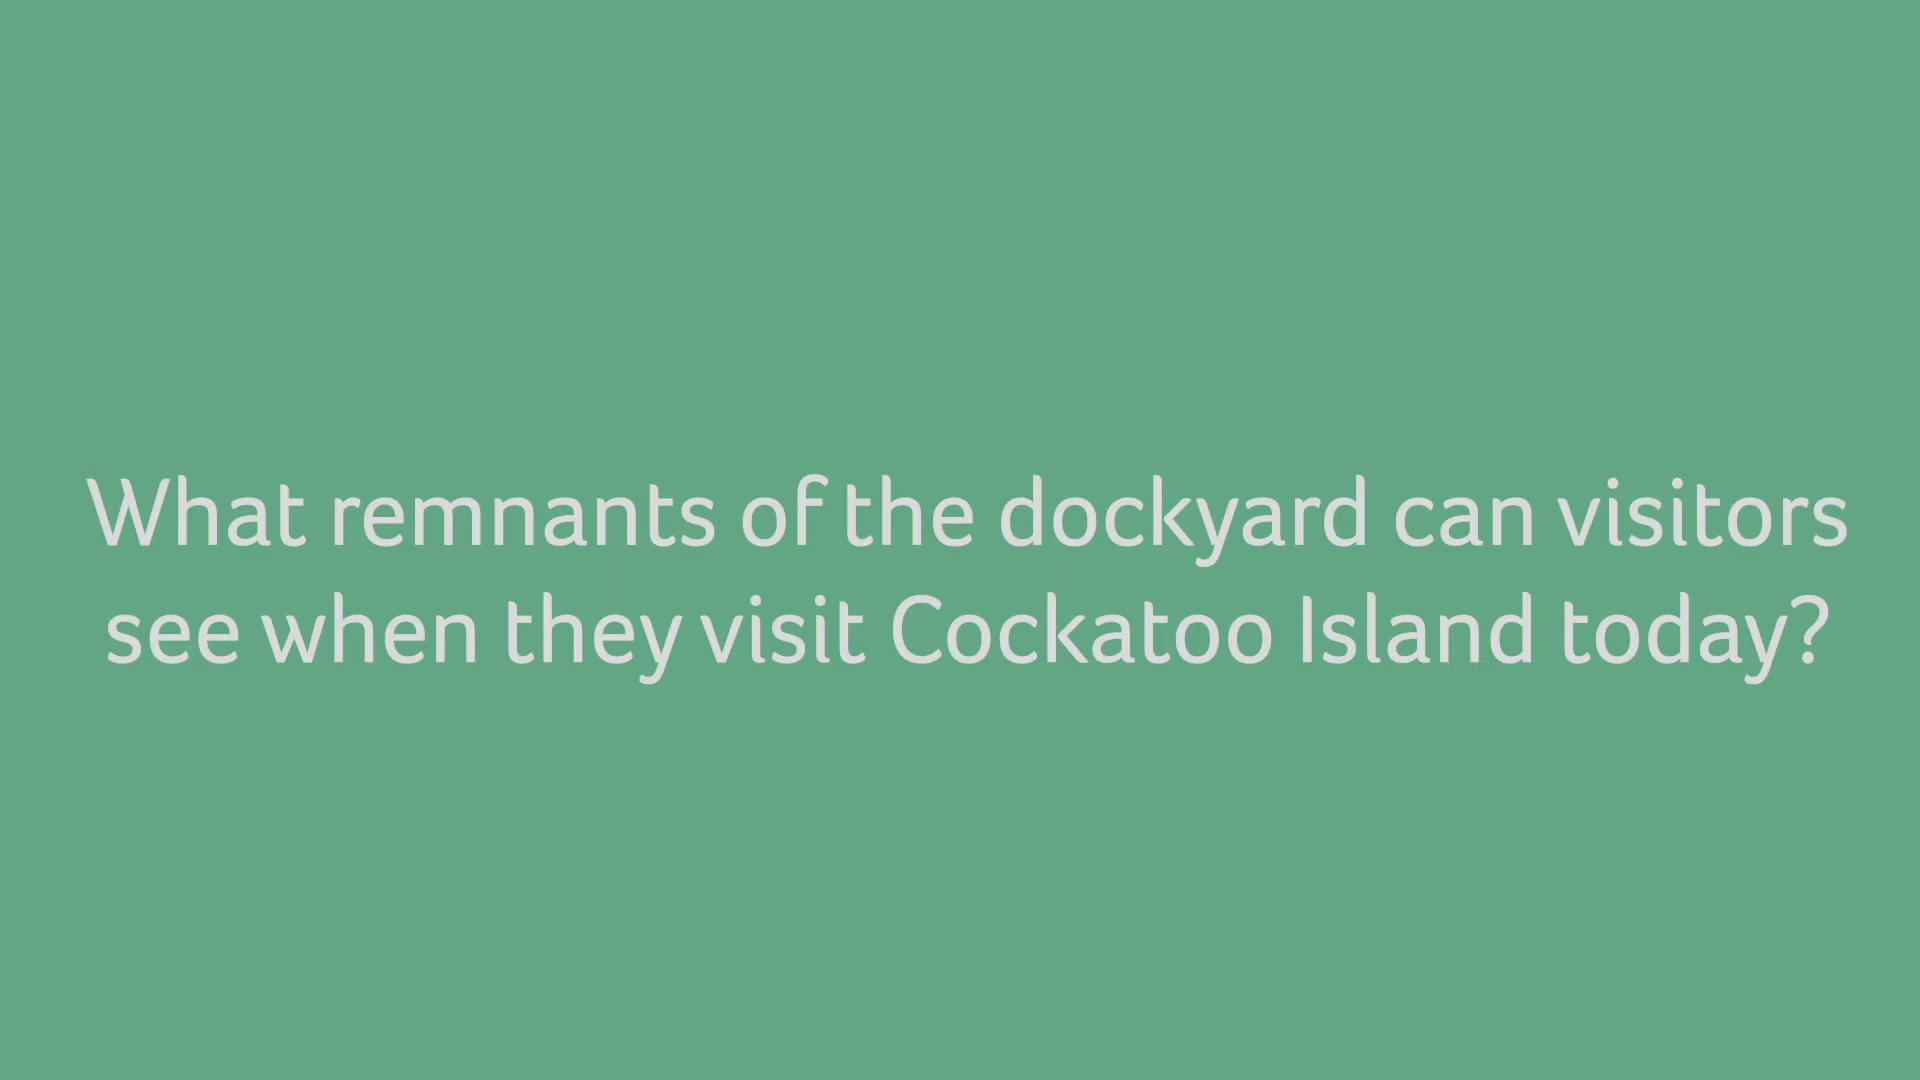 What remnants of the dockyard can visitors
see when they visit Cockatoo Island today?